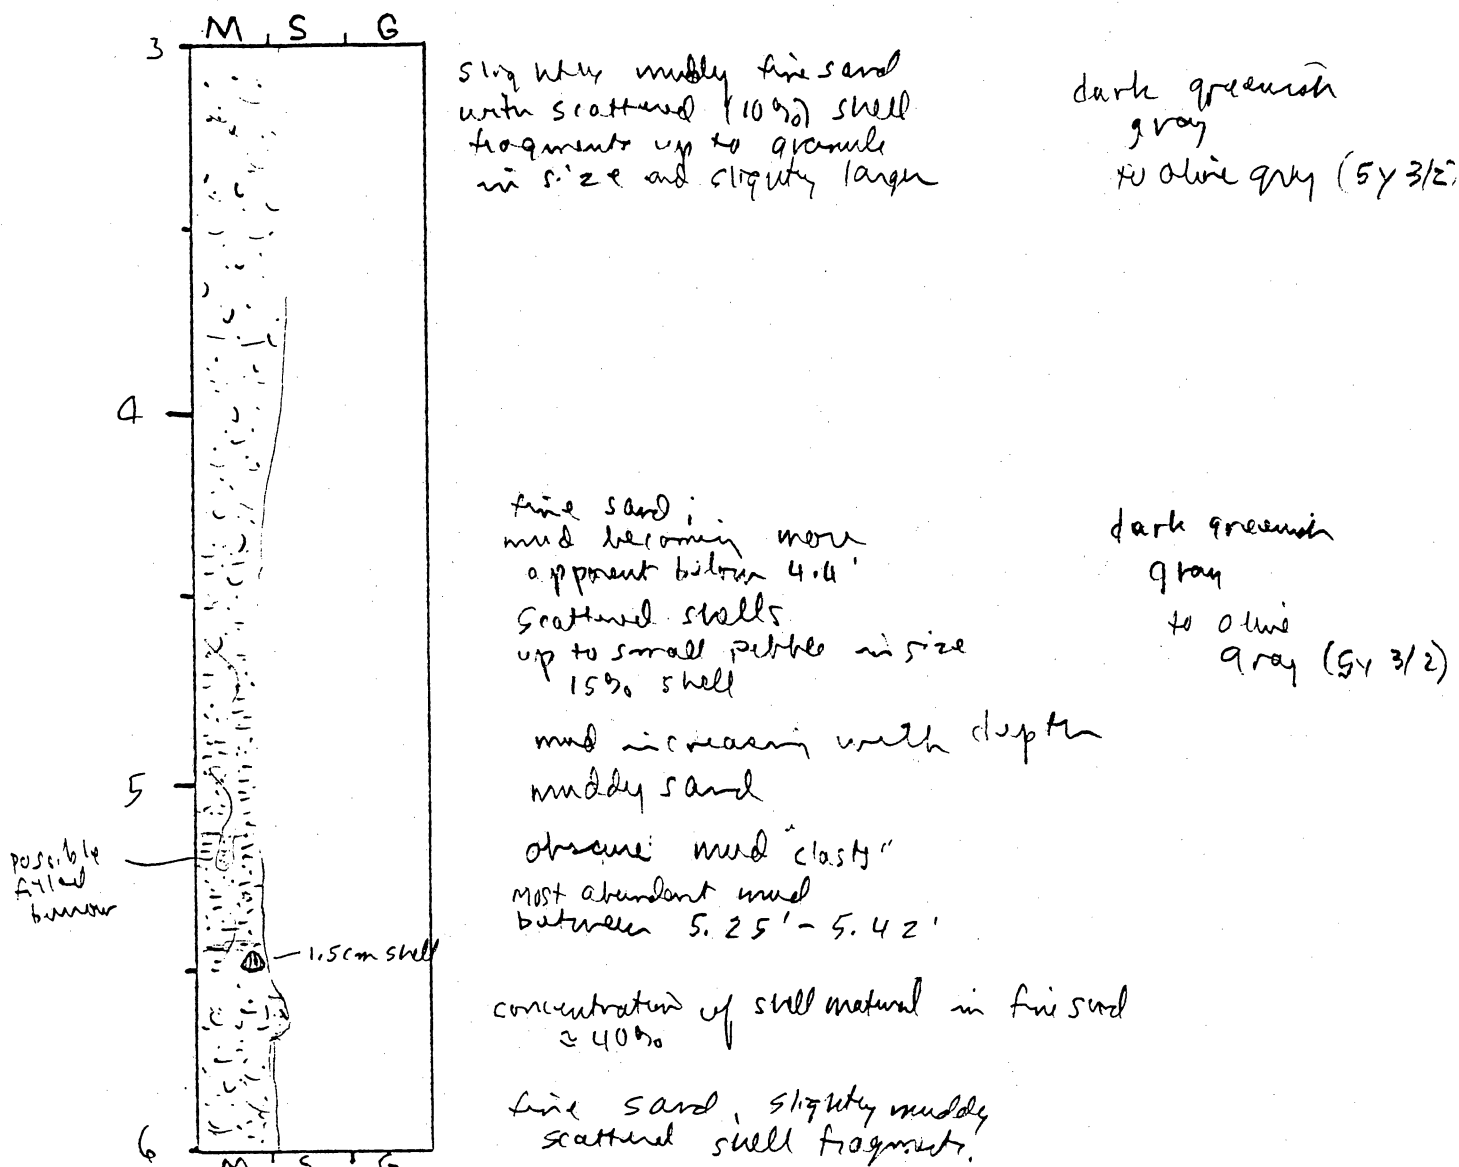 M S G
3
slightly muddy fine sand
with scattered (10%) shell
fragments up to granule
in size and slightly larger
dark greenish
gray
to olive gray (5Y 3/2)
4
fine sand;
mud becoming more
apparent below 4.4'
scattered shells
up to small pebble in size
15% shell
dark greenish
gray
to olive
gray (5Y 3/2)
mud increasing with depth
5
muddy sand
possible
filled
burrow
obscure mud "clasts"
most abundant mud
between 5.25' - 5.42'
1.5cm shell
concentration of shell material in fine sand
≈ 40%
fine sand, slightly muddy
scattered shell fragments.
6
M S G